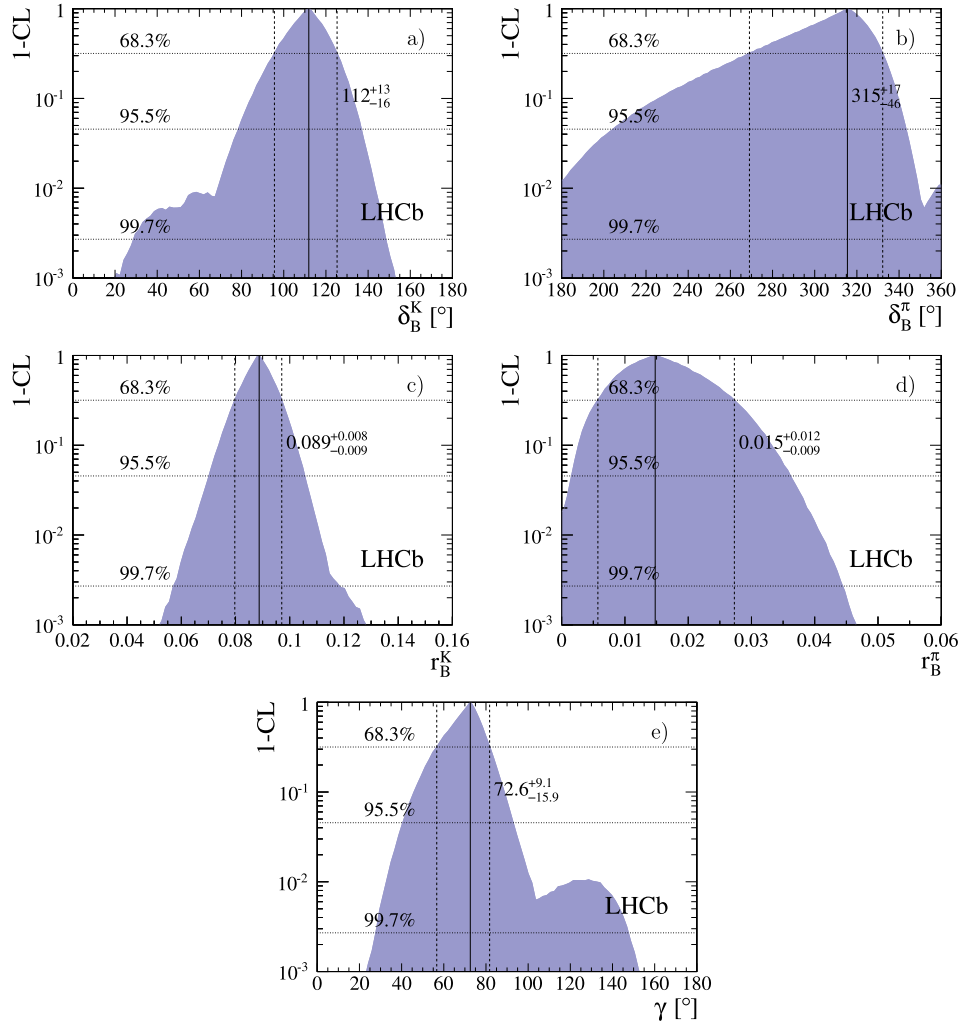 1-CL
1
10^{-1}
10^{-2}
10^{-3}
68.3%
95.5%
99.7%
a)
112^{+13}_{-16}
LHCb
0 20 40 60 80 100 120 140 160 180
δ_B^K [°]
1-CL
1
10^{-1}
10^{-2}
10^{-3}
68.3%
95.5%
99.7%
b)
315^{+17}_{-46}
LHCb
180 200 220 240 260 280 300 320 340 360
δ_B^π [°]
1-CL
1
10^{-1}
10^{-2}
10^{-3}
68.3%
95.5%
99.7%
c)
0.089^{+0.008}_{-0.009}
LHCb
0.02 0.04 0.06 0.08 0.1 0.12 0.14 0.16
r_B^K
1-CL
1
10^{-1}
10^{-2}
10^{-3}
68.3%
95.5%
99.7%
d)
0.015^{+0.012}_{-0.009}
LHCb
0 0.01 0.02 0.03 0.04 0.05 0.06
r_B^π
1-CL
1
10^{-1}
10^{-2}
10^{-3}
68.3%
95.5%
99.7%
e)
72.6^{+9.1}_{-15.9}
LHCb
0 20 40 60 80 100 120 140 160 180
γ [°]